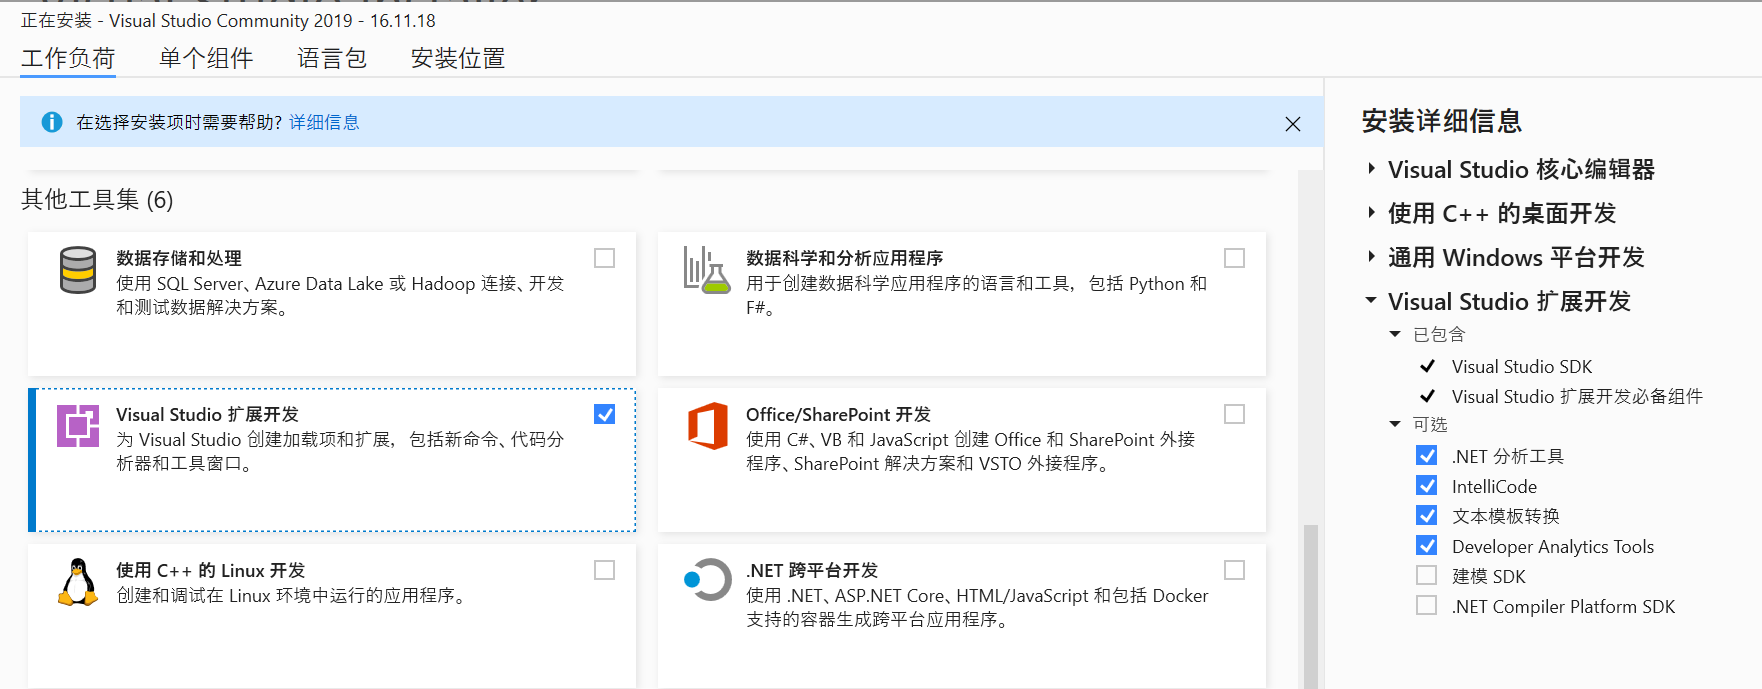 正在安装 - Visual Studio Community 2019 - 16.11.18
工作负荷 单个组件 语言包 安装位置
在选择安装项时需要帮助? 详细信息
其他工具集 (6)
数据存储和处理
使用 SQL Server、Azure Data Lake 或 Hadoop 连接、开发
和测试数据解决方案。
数据科学和分析应用程序
用于创建数据科学应用程序的语言和工具，包括 Python 和
F#。
Visual Studio 扩展开发
为 Visual Studio 创建加载项和扩展，包括新命令、代码分
析器和工具窗口。
Office/SharePoint 开发
使用 C#、VB 和 JavaScript 创建 Office 和 SharePoint 外接
程序、SharePoint 解决方案和 VSTO 外接程序。
使用 C++ 的 Linux 开发
创建和调试在 Linux 环境中运行的应用程序。
.NET 跨平台开发
使用 .NET、ASP.NET Core、HTML/JavaScript 和包括 Docker
支持的容器生成跨平台应用程序。
安装详细信息
Visual Studio 核心编辑器
使用 C++ 的桌面开发
通用 Windows 平台开发
Visual Studio 扩展开发
已包含
Visual Studio SDK
Visual Studio 扩展开发必备组件
可选
.NET 分析工具
IntelliCode
文本模板转换
Developer Analytics Tools
建模 SDK
.NET Compiler Platform SDK